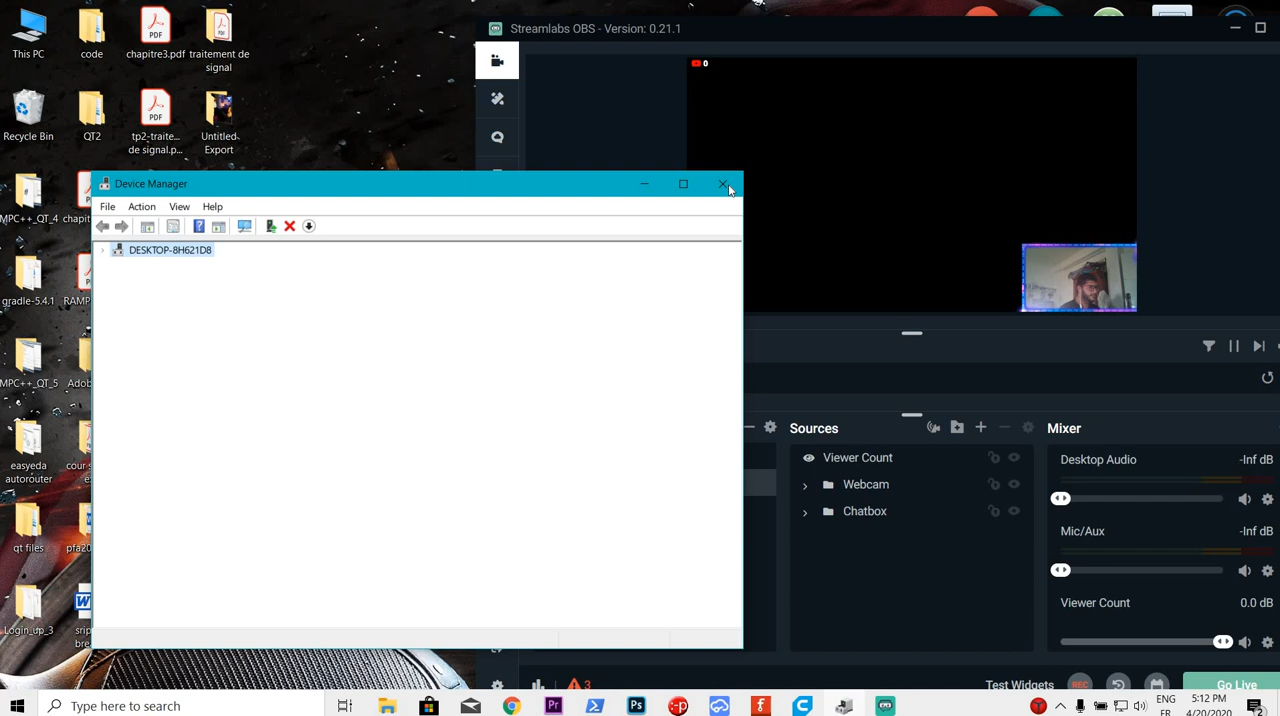 Streamlabs OBS - Version: 0.21.1
This PC
code
chapitre3.pdf
traitement de signal
0
Recycle Bin
QT2
tp2-traite... de signal.p...
Untitled Export
Device Manager
File Action View Help
DESKTOP-8H621D8
MPC++_QT_4
gradle-5.4.1
MPC++_QT_5
easyeda autorouter
qt files
Login_up_3
Sources
Viewer Count
Webcam
Chatbox
Mixer
Desktop Audio -Inf dB
Mic/Aux -Inf dB
Viewer Count 0.0 dB
3
Test Widgets
REC
Go Live
Type here to search
ENG
FR
5:12 PM
4/20/2020
2